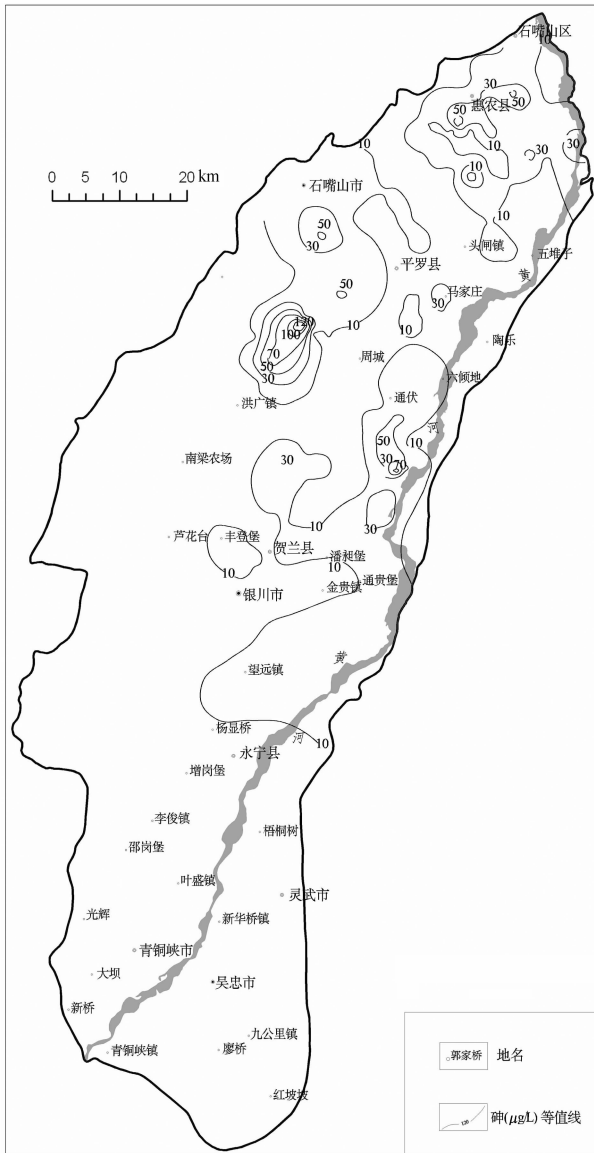 石嘴山区
10
30
50
50
惠农县
10
10
30
30
10
10
0 5 10 20 km
石嘴山市
50
30
头闸镇
五堆子
平罗县
黄
50
马家庄
30
120
100
10
10
陶乐
70
50
30
周城
六倾地
洪广镇
通伏
河
50
10
南梁农场
30
30
70
10
30
芦花台
丰登堡
贺兰县
潘昶堡
10
10
通贵堡
银川市
金贵镇
黄
望远镇
杨显桥
河
10
永宁县
增岗堡
李俊镇
梧桐树
邵岗堡
叶盛镇
灵武市
光辉
新华桥镇
青铜峡市
大坝
吴忠市
新桥
九公里镇
青铜峡镇
廖桥
红坡坡
郭家桥 地名
120 砷(μg/L) 等值线